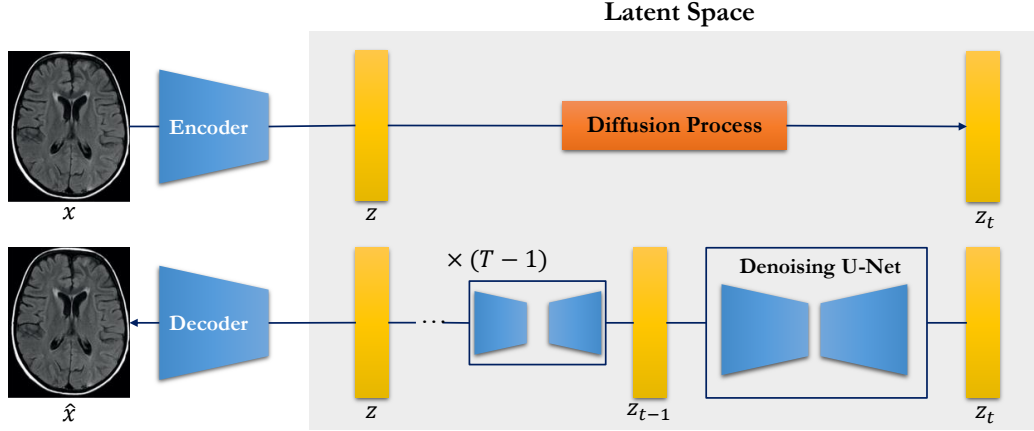 Latent Space
Encoder
Diffusion Process
x
z
z_t
× (T − 1)
Denoising U-Net
Decoder
...
x̂
z
z_{t−1}
z_t